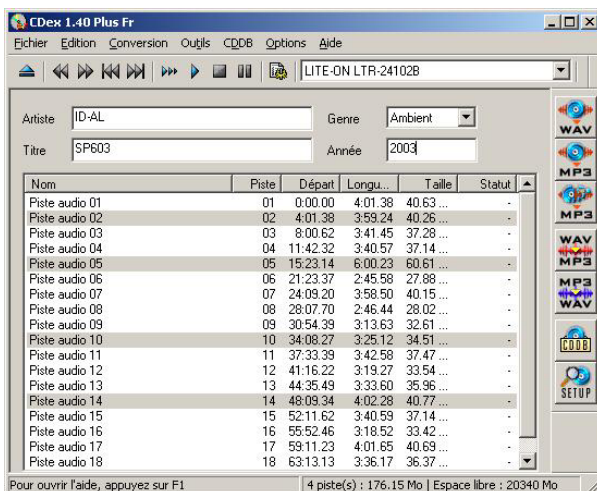 CDex 1.40 Plus Fr
Fichier Edition Conversion Outils CDDB Options Aide
LITE-ON LTR-24102B
Artiste ID-AL Genre Ambient
Titre SP603 Année 2003
Nom Piste Départ Longu... Taille Statut
Piste audio 01 01 0:00.00 4:01.38 40.63 ... -
Piste audio 02 02 4:01.38 3:59.24 40.26 ... -
Piste audio 03 03 8:00.62 3:41.45 37.28 ... -
Piste audio 04 04 11:42.32 3:40.57 37.14 ... -
Piste audio 05 05 15:23.14 6:00.23 60.61 ... -
Piste audio 06 06 21:23.37 2:45.58 27.88 ... -
Piste audio 07 07 24:09.20 3:58.50 40.15 ... -
Piste audio 08 08 28:07.70 2:46.44 28.02 ... -
Piste audio 09 09 30:54.39 3:13.63 32.61 ... -
Piste audio 10 10 34:08.27 3:25.12 34.51 ... -
Piste audio 11 11 37:33.39 3:42.58 37.47 ... -
Piste audio 12 12 41:16.22 3:19.27 33.54 ... -
Piste audio 13 13 44:35.49 3:33.60 35.96 ... -
Piste audio 14 14 48:09.34 4:02.28 40.77 ... -
Piste audio 15 15 52:11.62 3:40.59 37.14 ... -
Piste audio 16 16 55:52.46 3:18.52 33.42 ... -
Piste audio 17 17 59:11.23 4:01.65 40.69 ... -
Piste audio 18 18 63:13.13 3:36.17 36.37 ... -
WAV
MP3
MP3
WAV
MP3
MP3
WAV
CDDB
SETUP
Pour ouvrir l'aide, appuyez sur F1 4 piste(s) : 176.15 Mo | Espace libre : 20340 Mo